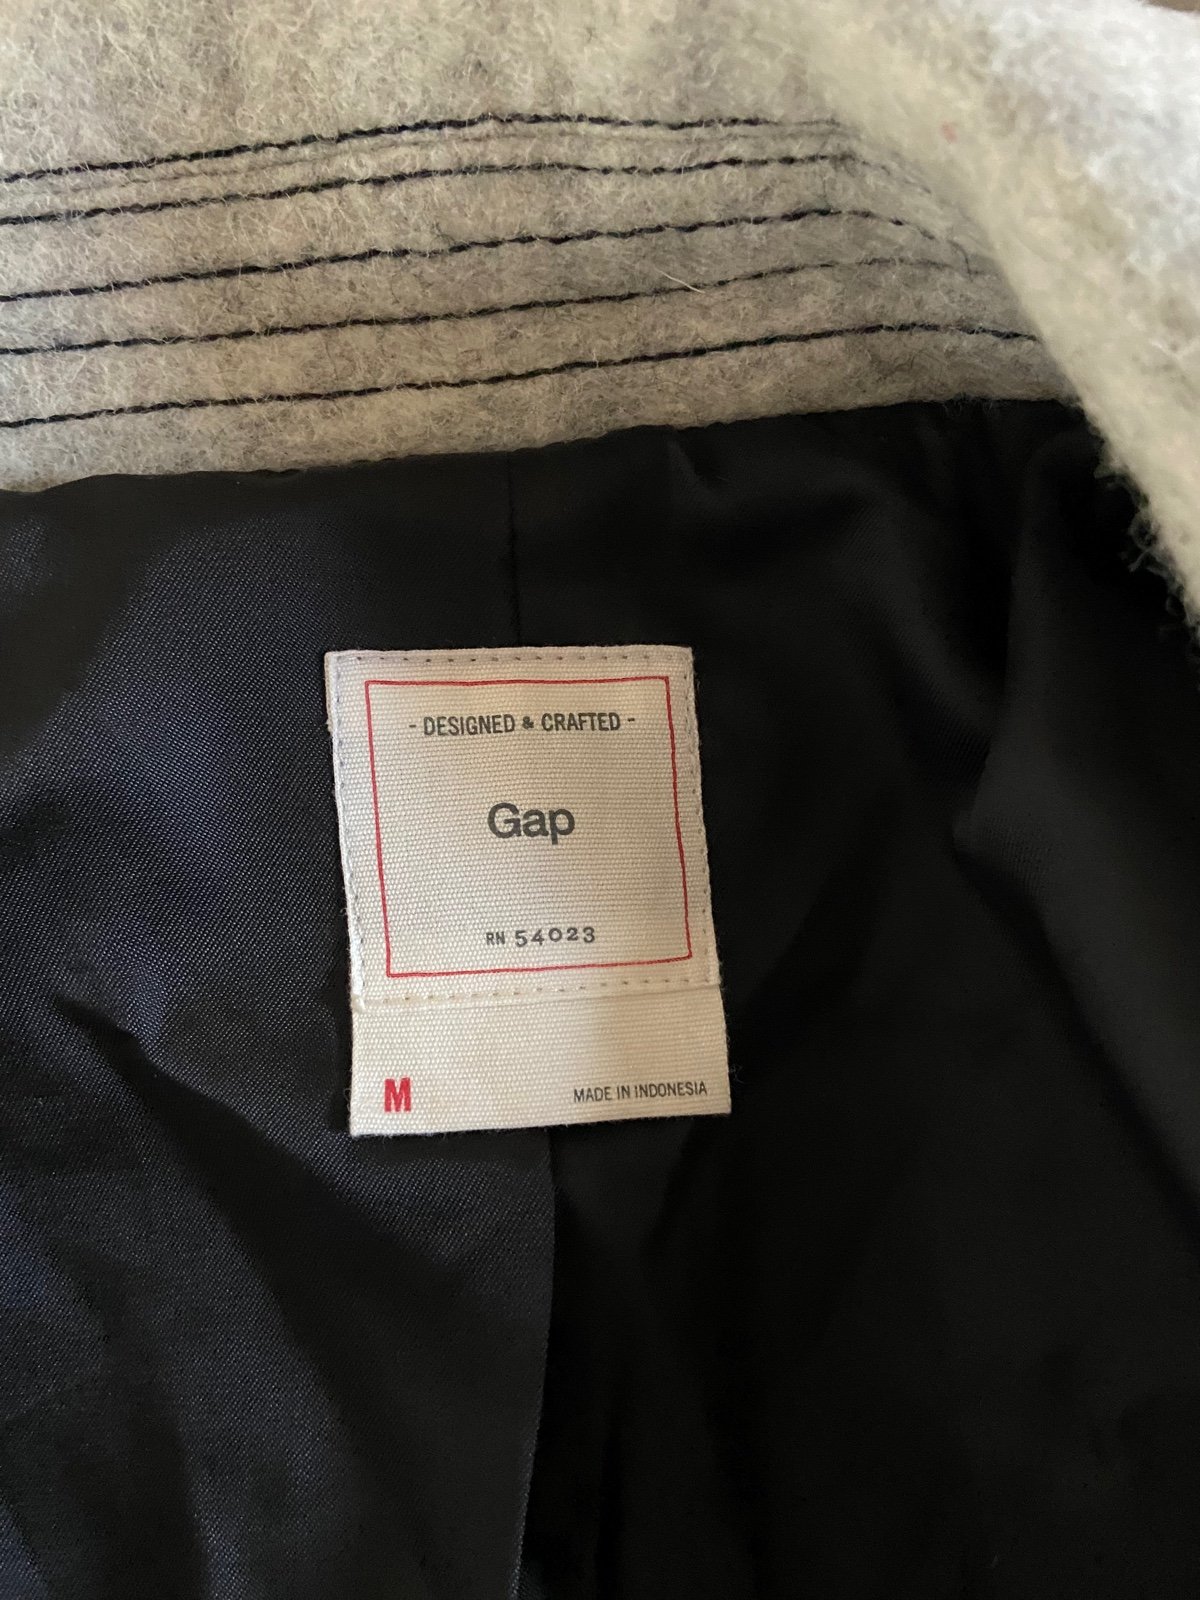 - DESIGNED & CRAFTED -
Gap
RN 54023
M
MADE IN INDONESIA